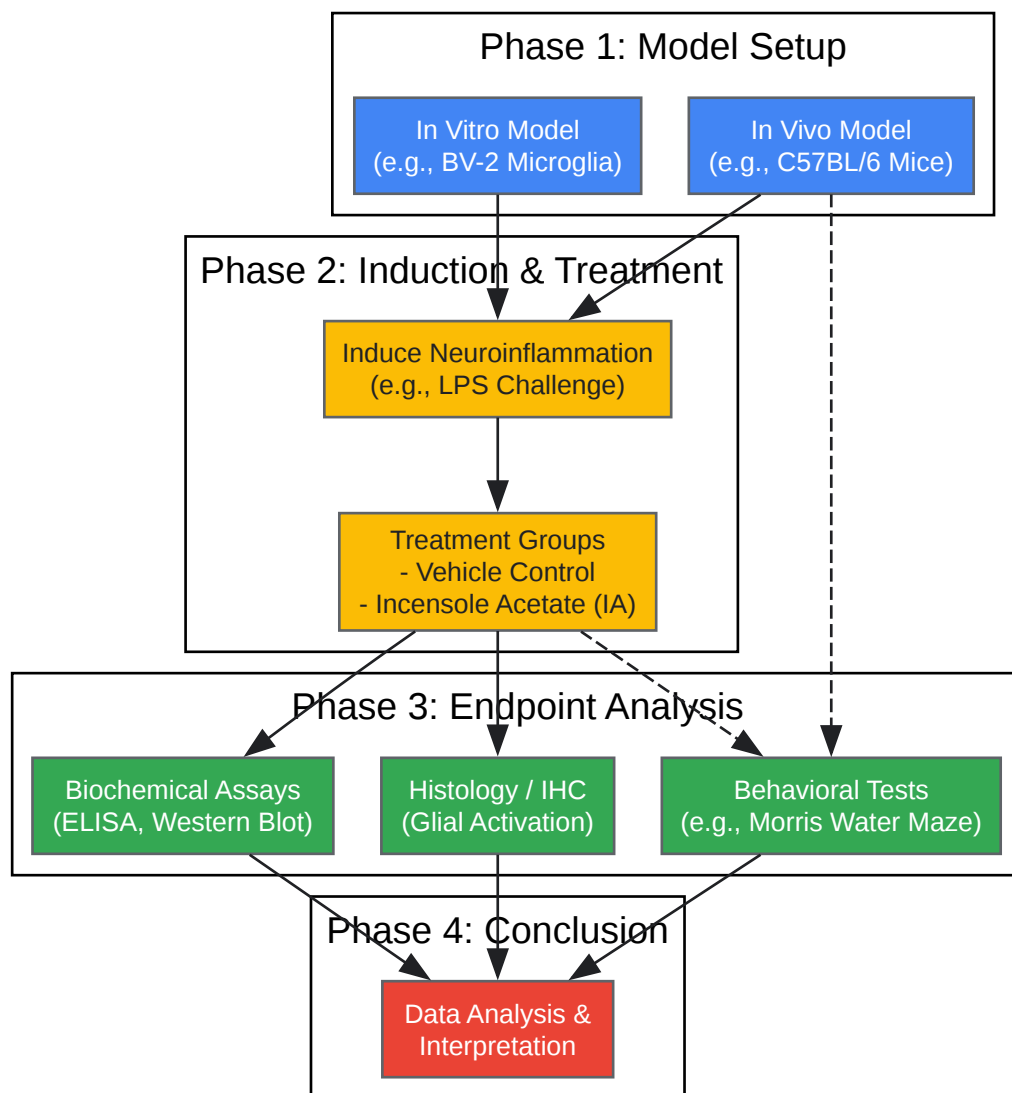 Phase 1: Model Setup
In Vitro Model
(e.g., BV-2 Microglia)
In Vivo Model
(e.g., C57BL/6 Mice)
Phase 2: Induction & Treatment
Induce Neuroinflammation
(e.g., LPS Challenge)
Treatment Groups
- Vehicle Control
- Incensole Acetate (IA)
Phase 3: Endpoint Analysis
Biochemical Assays
(ELISA, Western Blot)
Histology / IHC
(Glial Activation)
Behavioral Tests
(e.g., Morris Water Maze)
Phase 4: Conclusion
Data Analysis &
Interpretation